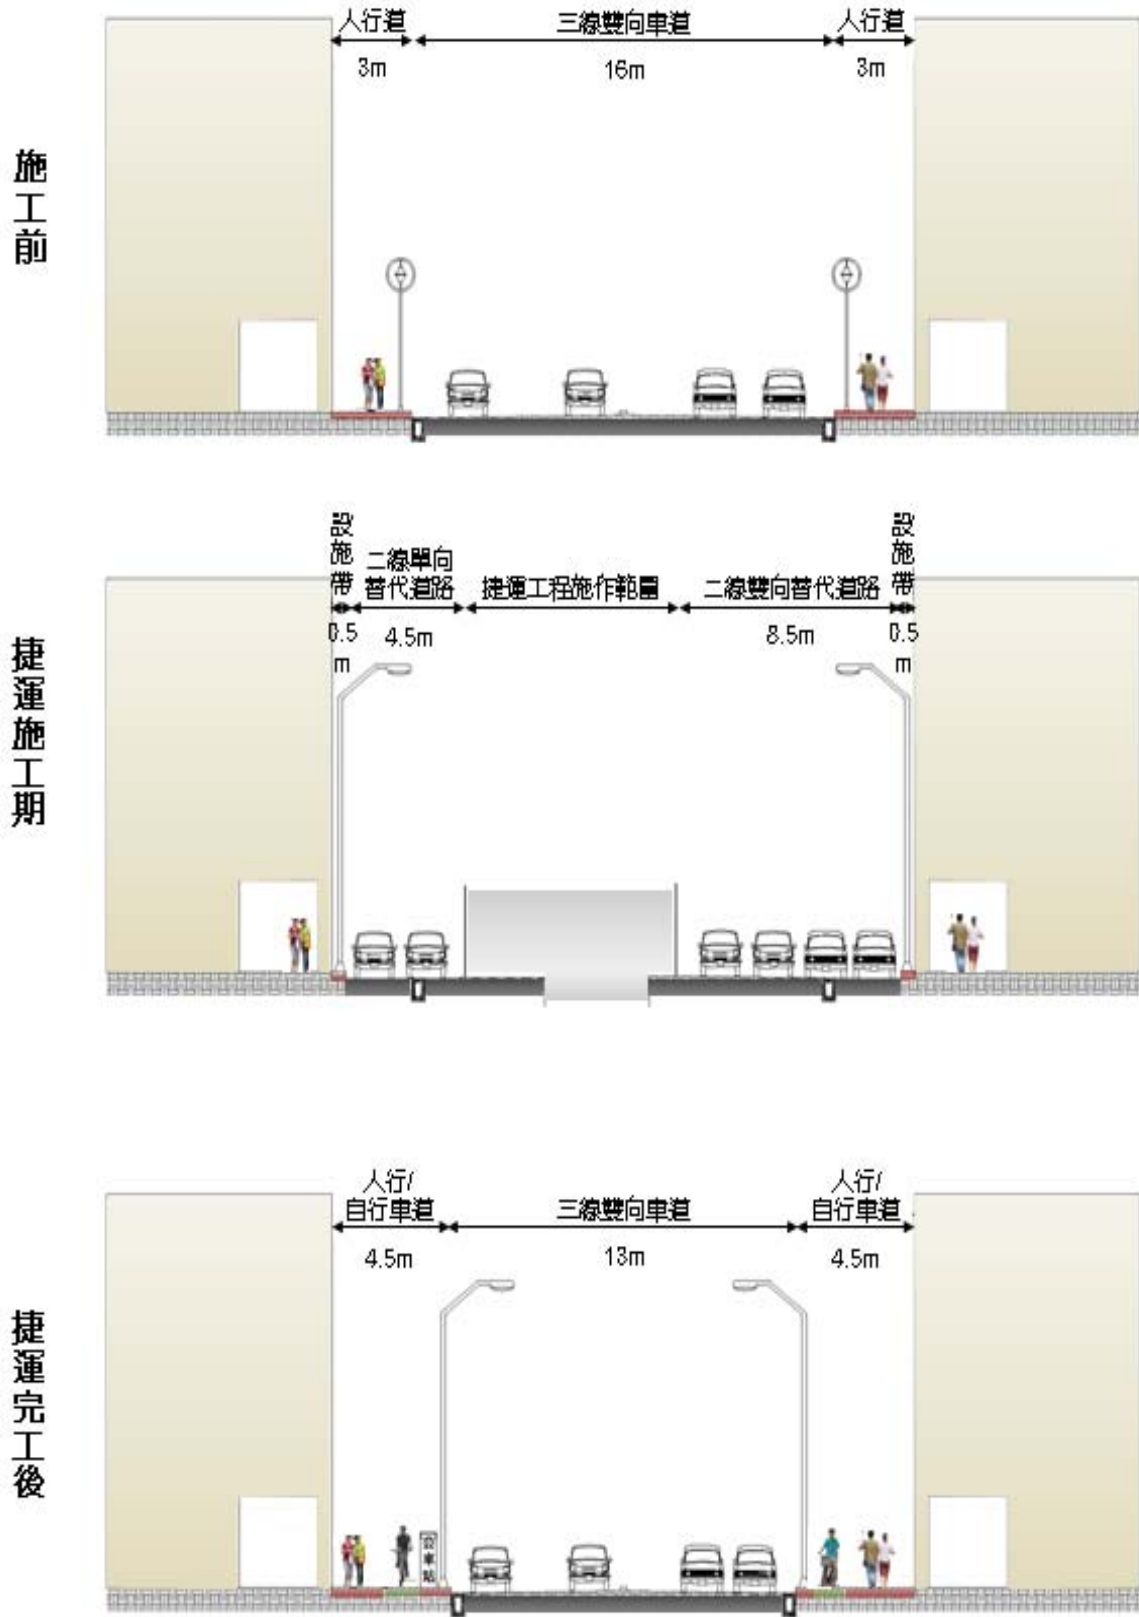 施工前
人行道
三線雙向車道
人行道
3m
16m
3m
捷運施工期
設施帶
二線單向
替代道路
捷運工程施作範圍
二線雙向替代道路
設施帶
0.5
m
4.5m
8.5m
0.5
m
捷運完工後
人行/
自行車道
三線雙向車道
人行/
自行車道
4.5m
13m
4.5m
公車站